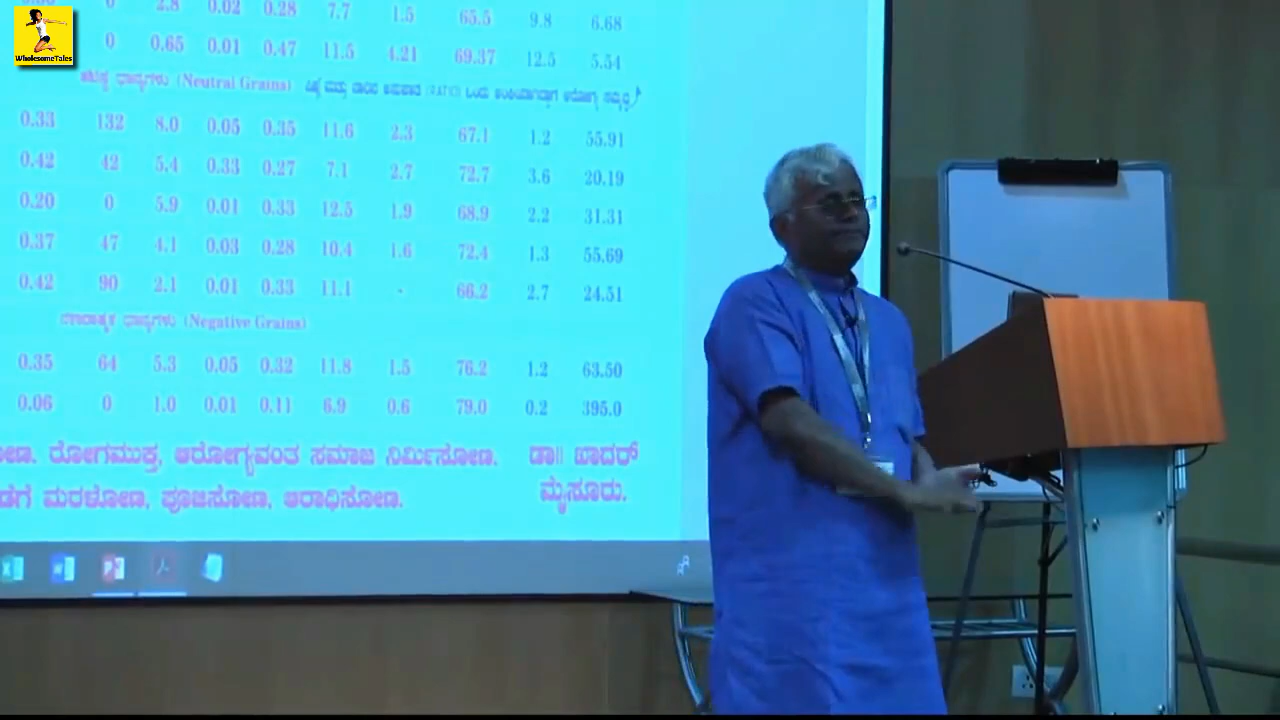 WholesomeTales
0 2.8 0.02 0.28 7.7 1.5 65.5 9.8 6.68
0 0.65 0.01 0.47 11.5 4.21 69.37 12.5 5.54
ಧಾನ್ಯಗಳು (Neutral Grains)
0.33 132 8.0 0.05 0.35 11.6 2.3 67.1 1.2 55.91
0.42 42 5.4 0.33 0.27 7.1 2.7 72.7 3.6 20.19
0.20 0 5.9 0.01 0.33 12.5 1.9 68.9 2.2 31.31
0.37 47 4.1 0.03 0.28 10.4 1.6 72.4 1.3 55.69
0.42 90 2.1 0.01 0.33 11.1 - 66.2 2.7 24.51
ನಕಾರಾತ್ಮಕ ಧಾನ್ಯಗಳು (Negative Grains)
0.35 64 5.3 0.05 0.32 11.8 1.5 76.2 1.2 63.50
0.06 0 1.0 0.01 0.11 6.9 0.6 79.0 0.2 395.0
ರೋಗಮುಕ್ತ, ಆರೋಗ್ಯವಂತ ಸಮಾಜ ನಿರ್ಮಿಸೋಣ. ಡಾ|| ಖಾದರ್
ಮರಳೋಣ, ಪೂಜಿಸೋಣ, ಆರಾಧಿಸೋಣ. ಮೈಸೂರು.